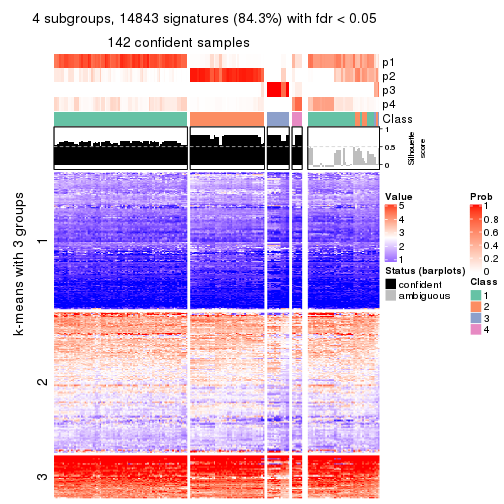 4 subgroups, 14843 signatures (84.3%) with fdr < 0.05
142 confident samples
p1
p2
p3
p4
Class
1
0.5
0
Silhouette
score
k-means with 3 groups
1
2
3
Value
5
4
3
2
1
Status (barplots)
confident
ambiguous
Prob
1
0.8
0.6
0.4
0.2
0
Class
1
2
3
4